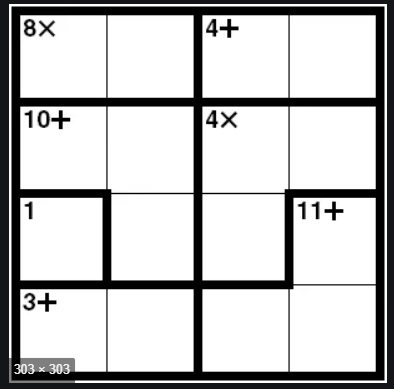 8× 4+
10+ 4×
1 11+
3+
303 × 303